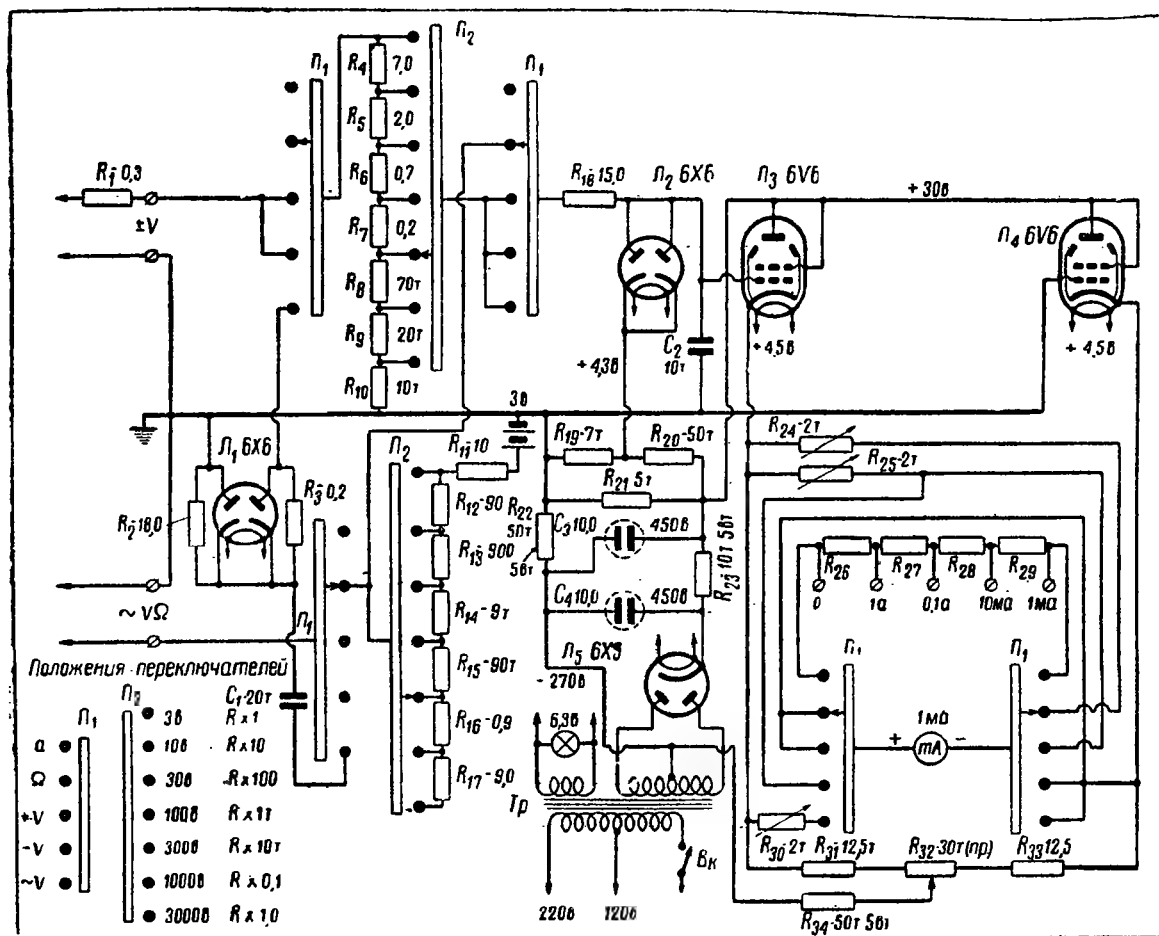 П₁
П₂
П₁
R₁-0,3
±V
R₄ 7,0
R₅ 2,0
R₆ 0,7
R₇ 0,2
R₈ 70т
R₉ 20т
R₁₀ 10т
R₁₈ 15,0
Л₂ 6Х6
Л₃ 6V6
+ 30в
Л₄ 6V6
+ 4,3в
C₂ 10т
+ 4,5в
+ 4,5в
3в
Л₁ 6Х6
R₂-18,0
R₃ 0,2
П₂
R₁₁-10
R₁₂-90
R₁₃-900
R₁₄-9т
R₁₅-90т
R₁₆-0,9
R₁₇-9,0
R₁₉-7т
R₂₀-50т
R₂₁ 5т
R₂₂ 50т 5вт
C₃ 10,0 450в
C₄ 10,0 450в
R₂₃ 10т 5вт
R₂₄-2т
R₂₅-2т
R₂₆ R₂₇ R₂₈ R₂₉
0 1а 0,1а 10ма 1ма
~ VΩ
П₁
C₁-20т
Л₅ 6Х5
-270в
6,3в
Тр
Вк
220в 120в
П₁
П₁
1ма
+ mA -
R₃₀-2т
R₃₁-12,5т
R₃₂-30т(пр.)
R₃₃ 12,5
R₃₄-50т 5вт
Положения переключателей
П₁ П₂
3в R x 1
а 10в R x 10
Ω 30в R x 100
+V 100в R x 1т
-V 300в R x 10т
~V 1000в R x 0,1
3000в R x 1,0